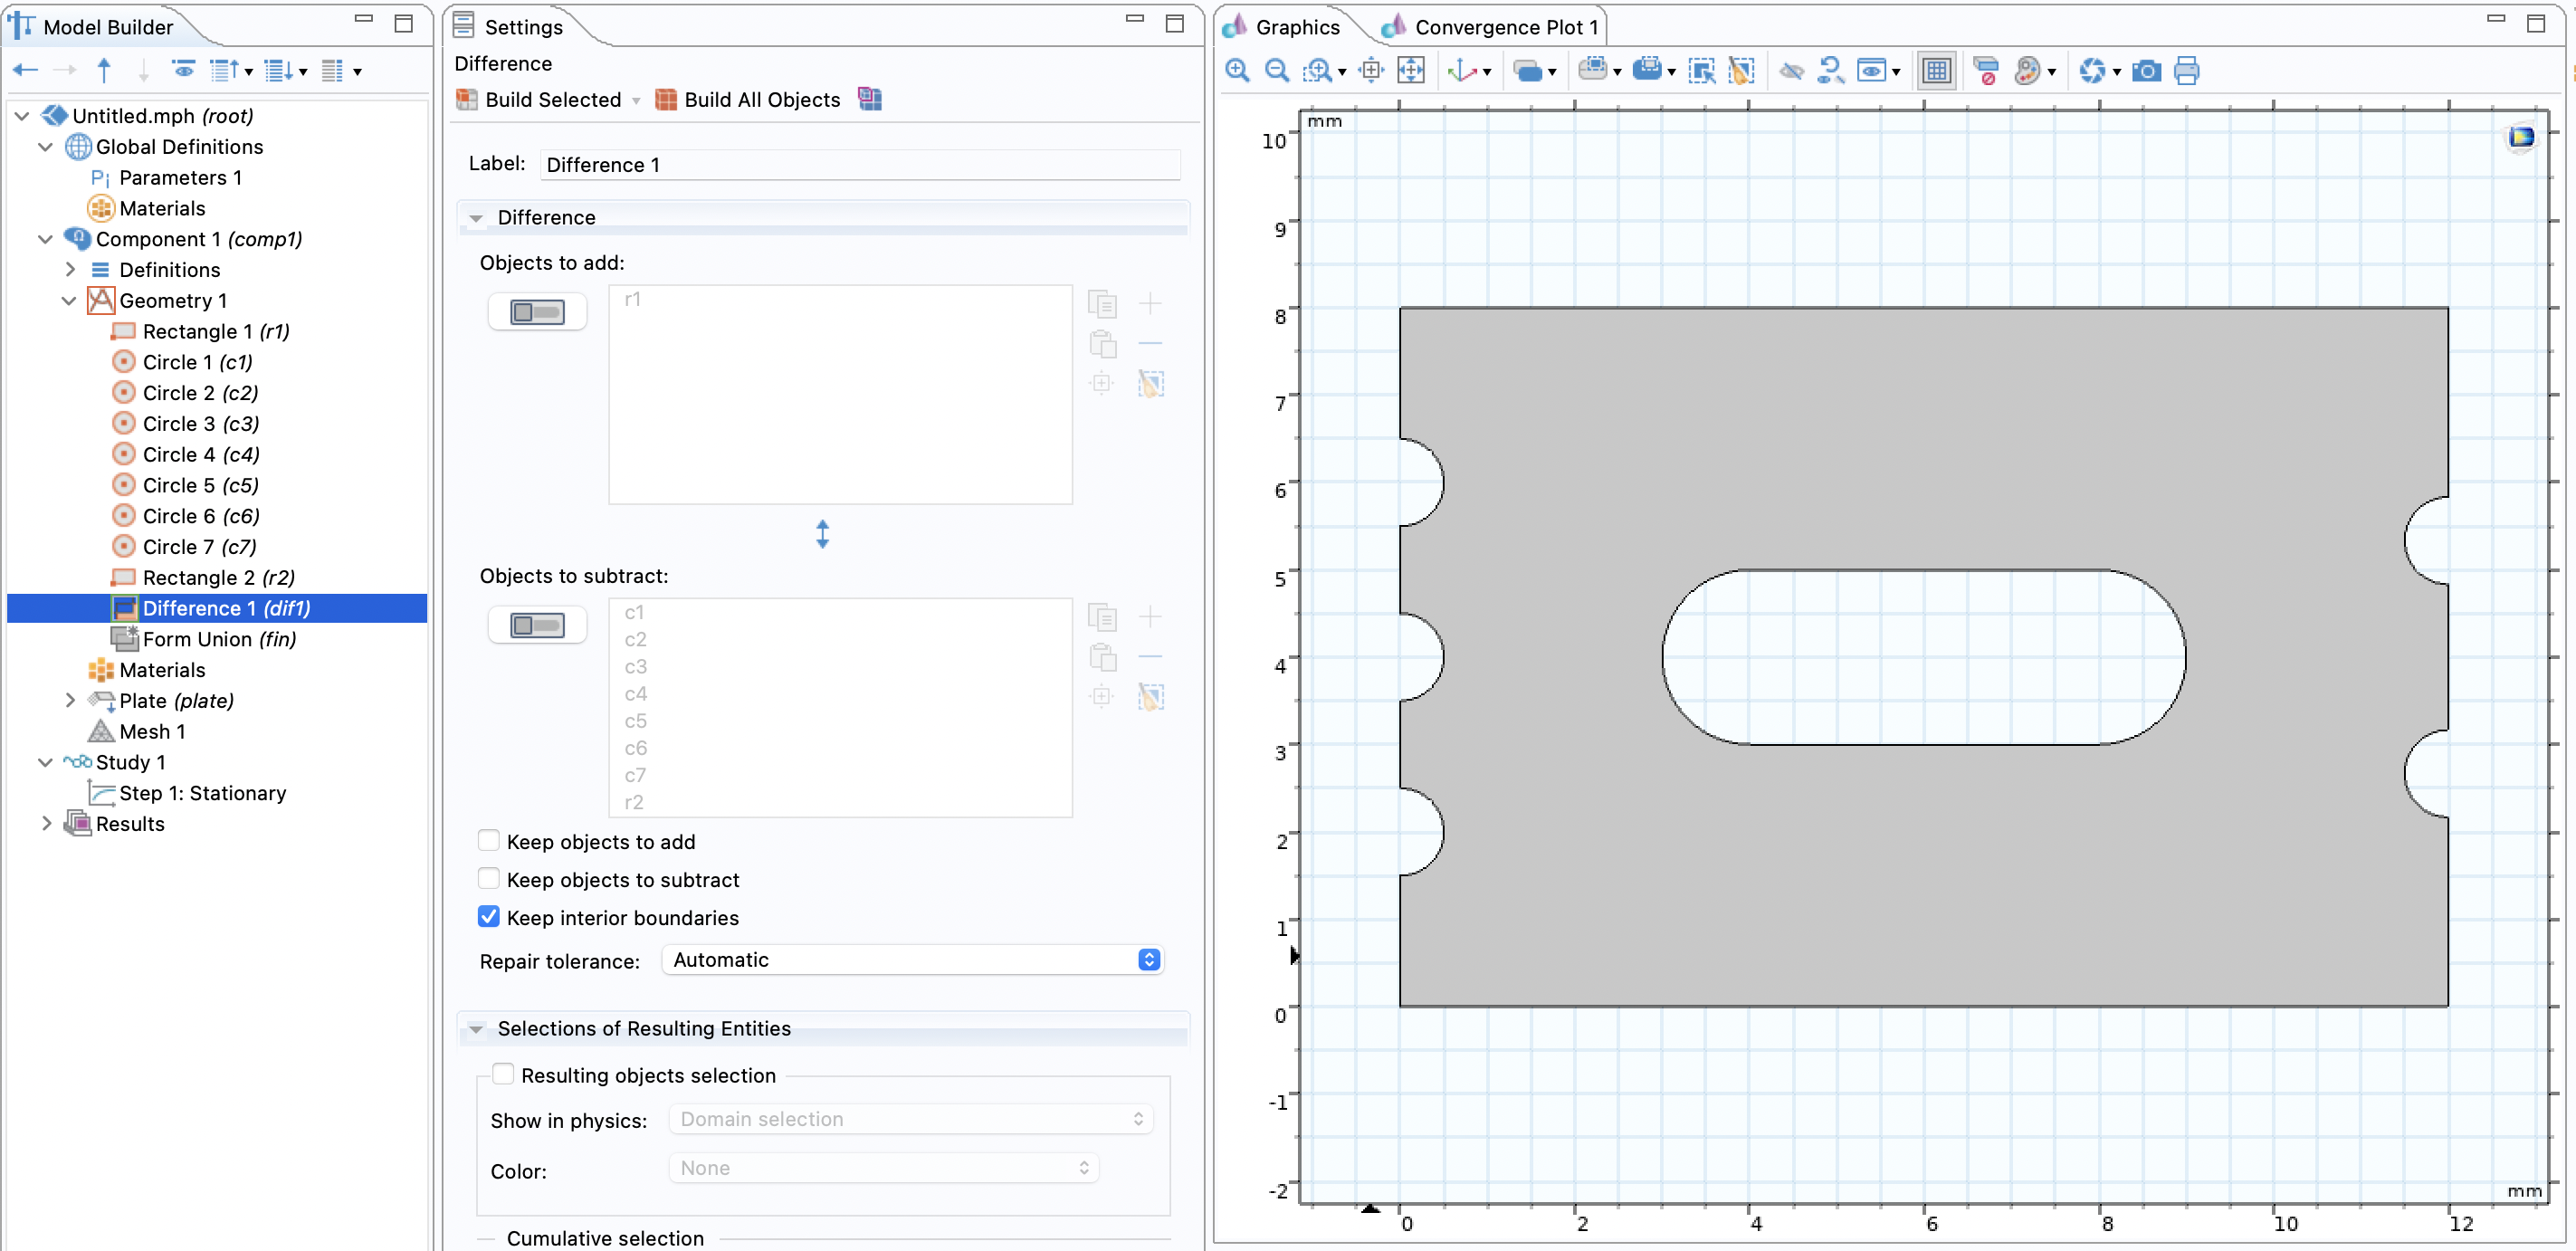 Model Builder
Untitled.mph (root)
Global Definitions
Pi Parameters 1
Materials
Component 1 (comp1)
Definitions
Geometry 1
Rectangle 1 (r1)
Circle 1 (c1)
Circle 2 (c2)
Circle 3 (c3)
Circle 4 (c4)
Circle 5 (c5)
Circle 6 (c6)
Circle 7 (c7)
Rectangle 2 (r2)
Difference 1 (dif1)
Form Union (fin)
Materials
Plate (plate)
Mesh 1
Study 1
Step 1: Stationary
Results
Settings
Difference
Build Selected
Build All Objects
Label: Difference 1
Difference
Objects to add:
r1
Objects to subtract:
c1
c2
c3
c4
c5
c6
c7
r2
Keep objects to add
Keep objects to subtract
Keep interior boundaries
Repair tolerance: Automatic
Selections of Resulting Entities
Resulting objects selection
Show in physics: Domain selection
Color: None
Cumulative selection
Graphics
Convergence Plot 1
mm
10
9
8
7
6
5
4
3
2
1
0
-1
-2
mm
0 2 4 6 8 10 12